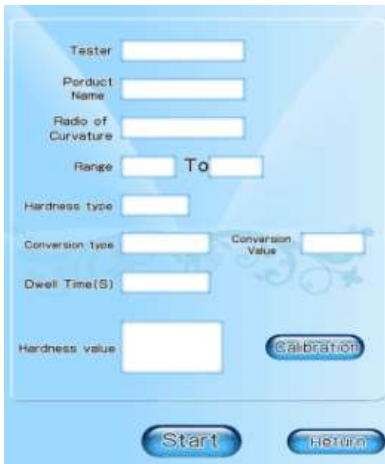 Tester
Porduct
Name
Radio of
Curvature
Range To
Hardness type
Conversion type Conversion
Value
Dwell Time(S)
Hardness value Calibration
Start Return